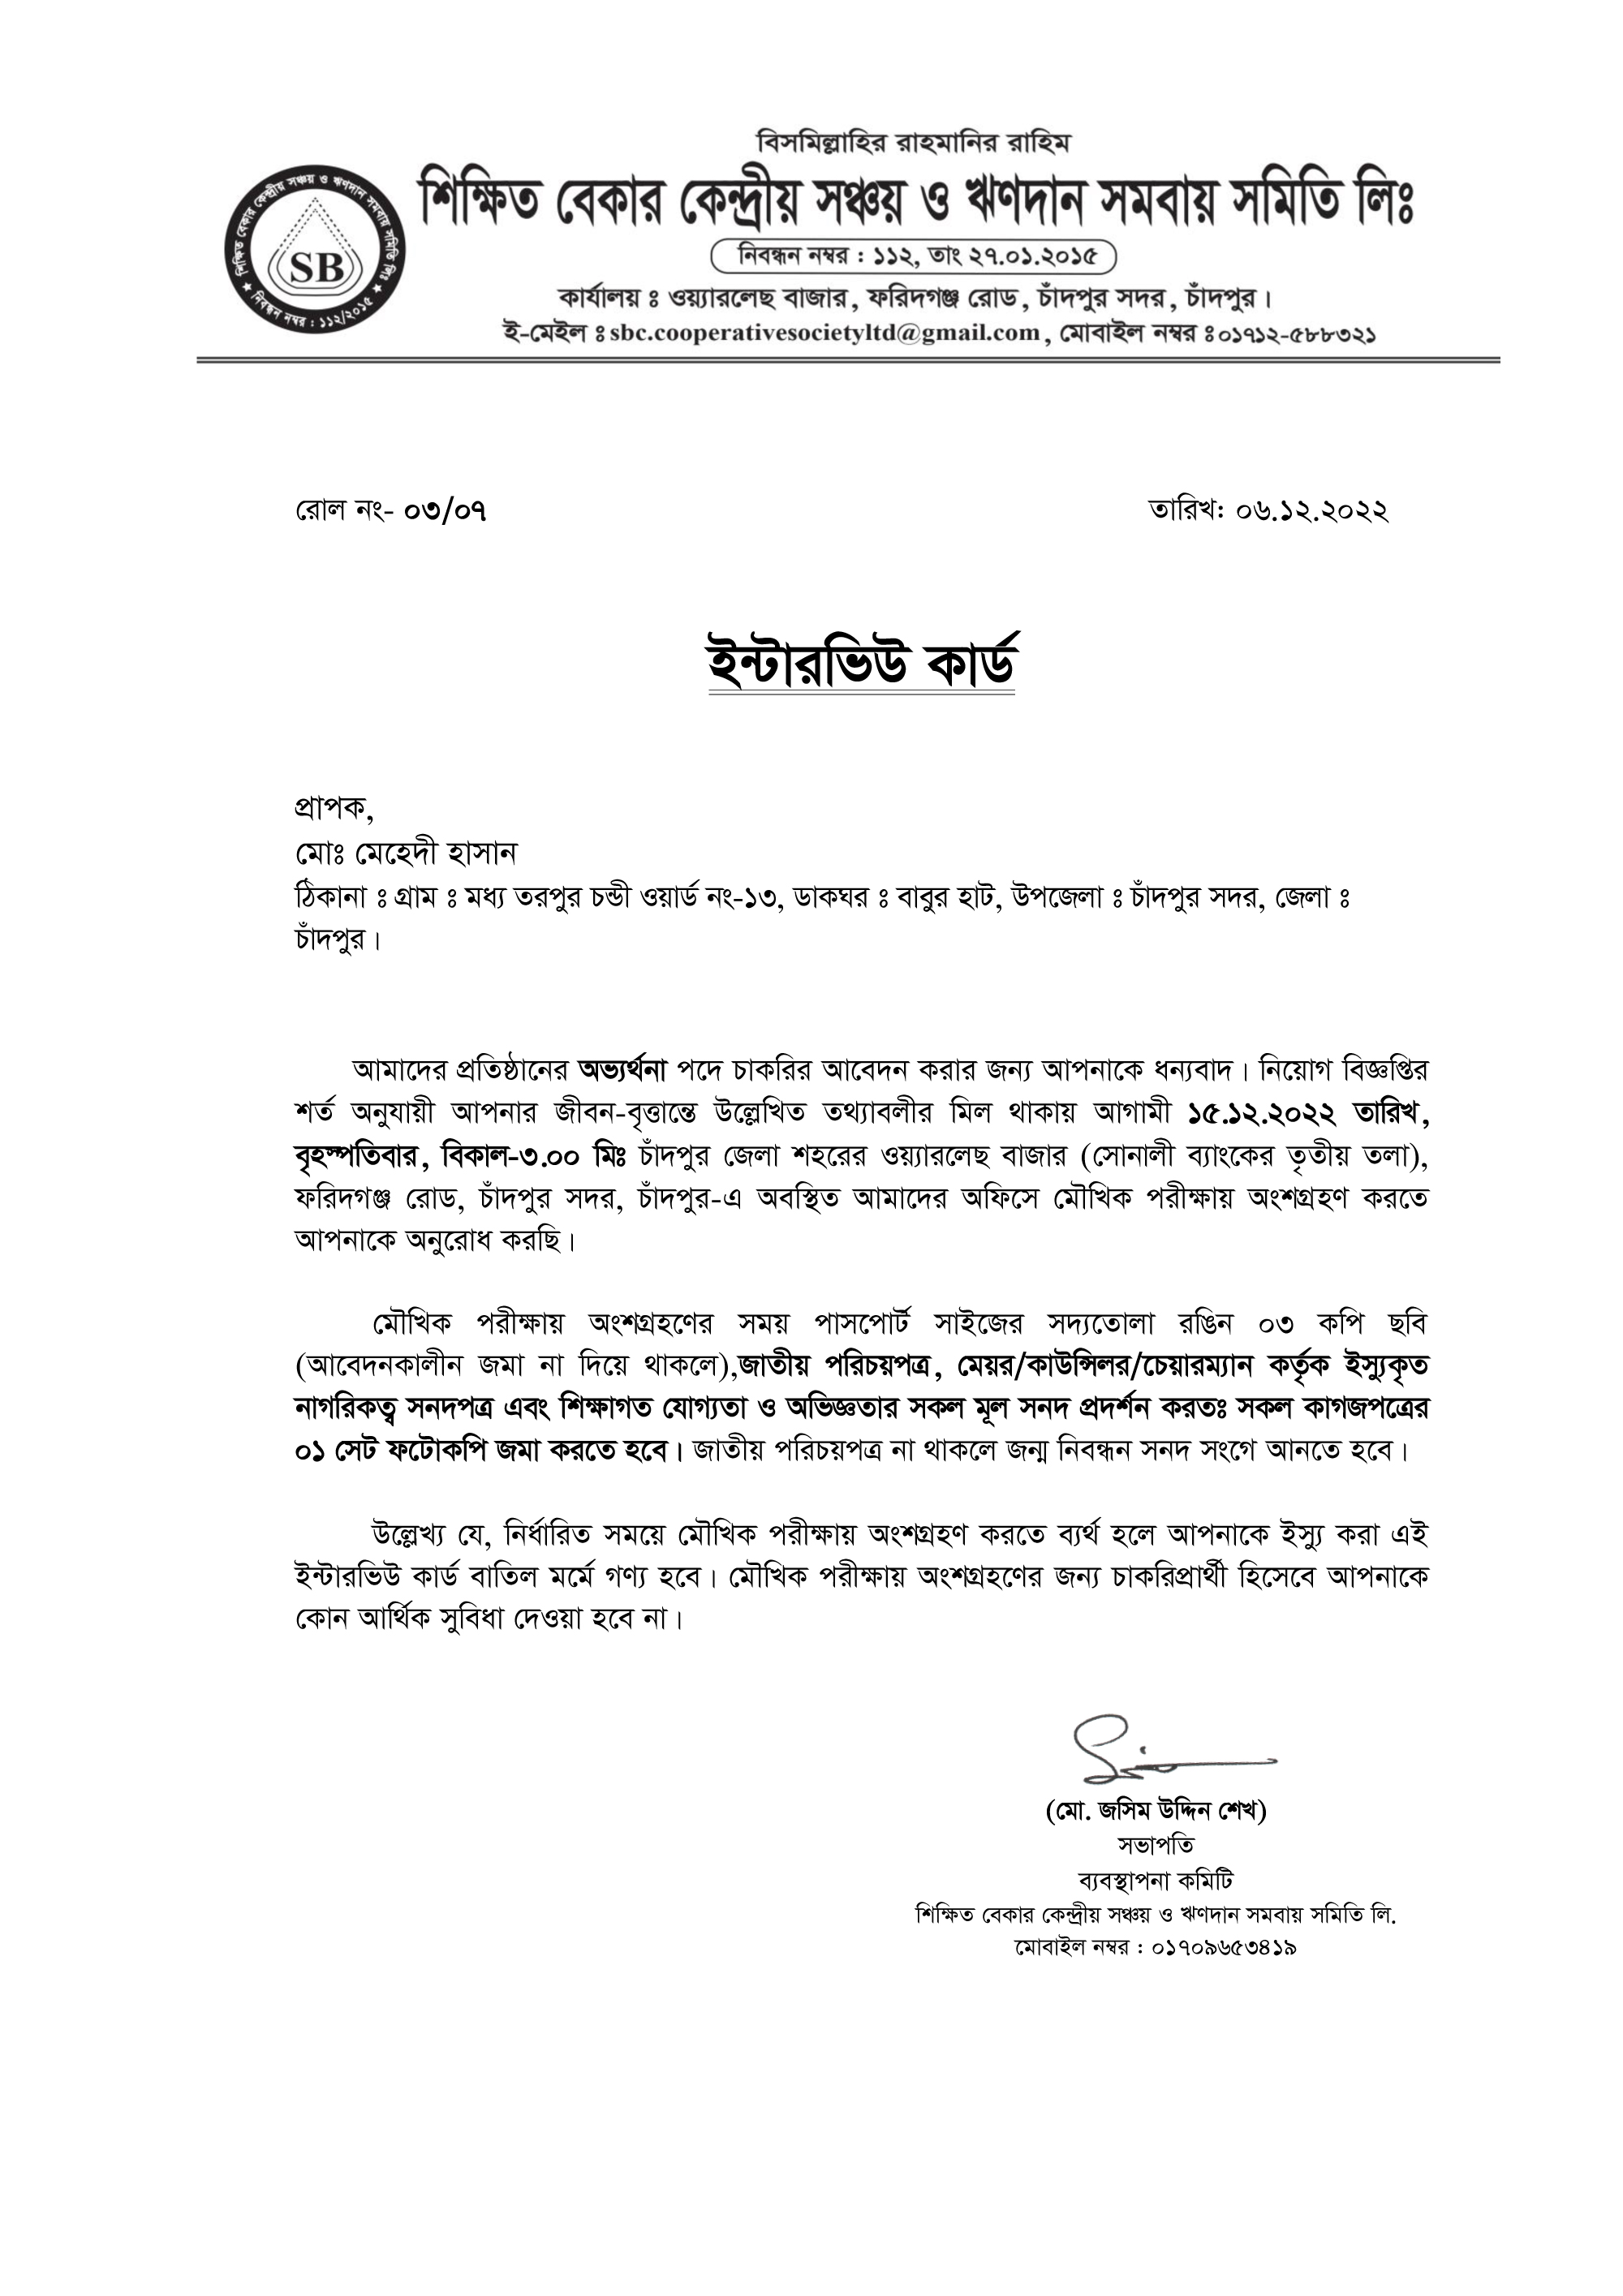 বিসমিল্লাহির রাহমানির রাহিম
শিক্ষিত বেকার কেন্দ্রীয় সঞ্চয় ও ঋণদান সমবায় সমিতি লিঃ
শিক্ষিত বেকার কেন্দ্রীয় সঞ্চয় ও ঋণদান সমবায় সমিতি লিঃ
SB
★ নিবন্ধন নম্বর : ১১২/২০১৫ ★
নিবন্ধন নম্বর : ১১২, তাং ২৭.০১.২০১৫
কার্যালয় ঃ ওয়্যারলেছ বাজার, ফরিদগঞ্জ রোড, চাঁদপুর সদর, চাঁদপুর।
ই-মেইল ঃ sbc.cooperativesocietyltd@gmail.com, মোবাইল নম্বর ঃ ০১৭১২-৫৮৮৩২১
রোল নং- ০৩/০৭ তারিখ: ০৬.১২.২০২২
ইন্টারভিউ কার্ড
প্রাপক,
মোঃ মেহেদী হাসান
ঠিকানা ঃ গ্রাম ঃ মধ্য তরপুর চন্ডী ওয়ার্ড নং-১৩, ডাকঘর ঃ বাবুর হাট, উপজেলা ঃ চাঁদপুর সদর, জেলা ঃ
চাঁদপুর।
আমাদের প্রতিষ্ঠানের অভ্যর্থনা পদে চাকরির আবেদন করার জন্য আপনাকে ধন্যবাদ। নিয়োগ বিজ্ঞপ্তির
শর্ত অনুযায়ী আপনার জীবন-বৃত্তান্তে উল্লেখিত তথ্যাবলীর মিল থাকায় আগামী ১৫.১২.২০২২ তারিখ,
বৃহস্পতিবার, বিকাল-৩.০০ মিঃ চাঁদপুর জেলা শহরের ওয়্যারলেছ বাজার (সোনালী ব্যাংকের তৃতীয় তলা),
ফরিদগঞ্জ রোড, চাঁদপুর সদর, চাঁদপুর-এ অবস্থিত আমাদের অফিসে মৌখিক পরীক্ষায় অংশগ্রহণ করতে
আপনাকে অনুরোধ করছি।
মৌখিক পরীক্ষায় অংশগ্রহণের সময় পাসপোর্ট সাইজের সদ্যতোলা রঙিন ০৩ কপি ছবি
(আবেদনকালীন জমা না দিয়ে থাকলে),জাতীয় পরিচয়পত্র, মেয়র/কাউন্সিলর/চেয়ারম্যান কর্তৃক ইস্যুকৃত
নাগরিকত্ব সনদপত্র এবং শিক্ষাগত যোগ্যতা ও অভিজ্ঞতার সকল মূল সনদ প্রদর্শন করতঃ সকল কাগজপত্রের
০১ সেট ফটোকপি জমা করতে হবে। জাতীয় পরিচয়পত্র না থাকলে জন্ম নিবন্ধন সনদ সংগে আনতে হবে।
উল্লেখ্য যে, নির্ধারিত সময়ে মৌখিক পরীক্ষায় অংশগ্রহণ করতে ব্যর্থ হলে আপনাকে ইস্যু করা এই
ইন্টারভিউ কার্ড বাতিল মর্মে গণ্য হবে। মৌখিক পরীক্ষায় অংশগ্রহণের জন্য চাকরিপ্রার্থী হিসেবে আপনাকে
কোন আর্থিক সুবিধা দেওয়া হবে না।
(মো. জসিম উদ্দিন শেখ)
সভাপতি
ব্যবস্থাপনা কমিটি
শিক্ষিত বেকার কেন্দ্রীয় সঞ্চয় ও ঋণদান সমবায় সমিতি লি.
মোবাইল নম্বর : ০১৭০৯৬৫৩৪১৯